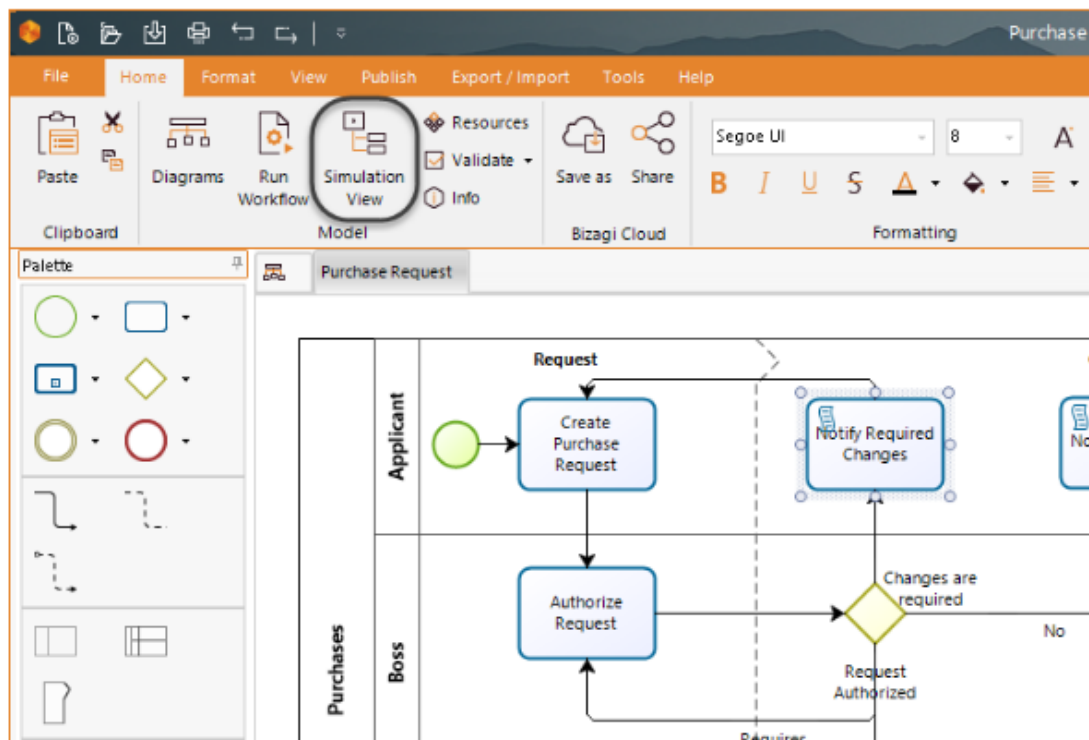 Purchase
File Home Format View Publish Export / Import Tools Help
Paste
Clipboard
Diagrams
Run
Workflow
Simulation
View
Resources
Validate
Info
Model
Save as
Share
Bizagi Cloud
Segoe UI
8
A
B I U S A
Formatting
Palette
Purchase Request
Purchases
Applicant
Request
Create
Purchase
Request
Notify Required
Changes
No
Boss
Authorize
Request
Changes are
required
No
Request
Authorized
Requires